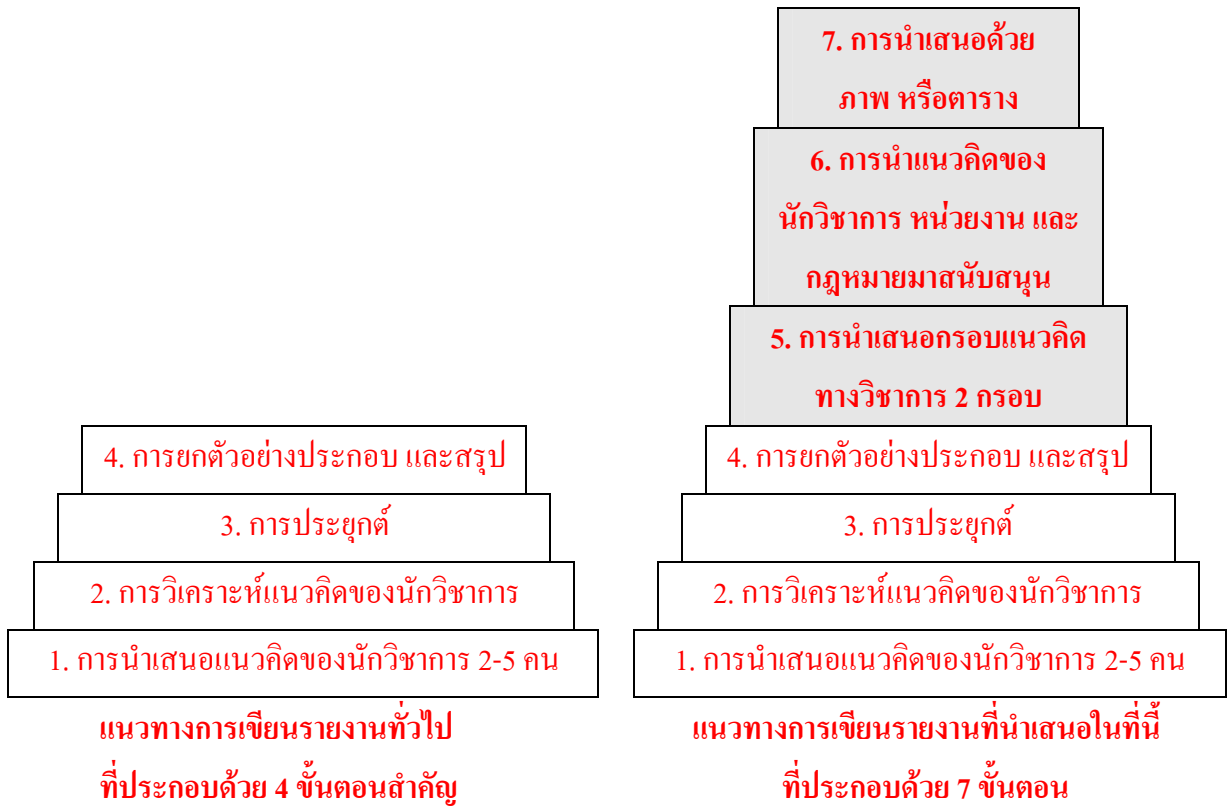 4. การยกตัวอย่างประกอบ และสรุป
3. การประยุกต์
2. การวิเคราะห์แนวคิดของนักวิชาการ
1. การนำเสนอแนวคิดของนักวิชาการ 2-5 คน
แนวทางการเขียนรายงานทั่วไป
ที่ประกอบด้วย 4 ขั้นตอนสำคัญ
7. การนำเสนอด้วย
ภาพ หรือตาราง
6. การนำแนวคิดของ
นักวิชาการ หน่วยงาน และ
กฎหมายมาสนับสนุน
5. การนำเสนอกรอบแนวคิด
ทางวิชาการ 2 กรอบ
4. การยกตัวอย่างประกอบ และสรุป
3. การประยุกต์
2. การวิเคราะห์แนวคิดของนักวิชาการ
1. การนำเสนอแนวคิดของนักวิชาการ 2-5 คน
แนวทางการเขียนรายงานที่นำเสนอในที่นี้
ที่ประกอบด้วย 7 ขั้นตอน